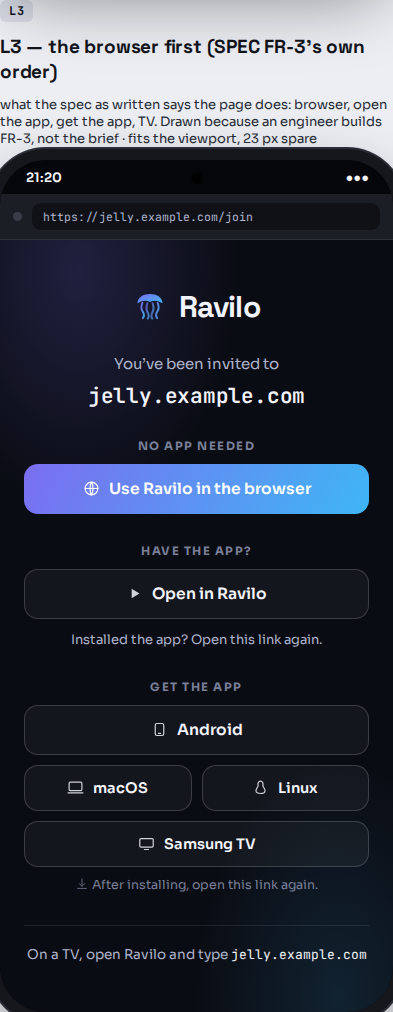 L3
L3 — the browser first (SPEC FR-3's own
order)
what the spec as written says the page does: browser, open
the app, get the app, TV. Drawn because an engineer builds
FR-3, not the brief · fits the viewport, 23 px spare
21:20
https://jelly.example.com/join
Ravilo
You've been invited to
jelly.example.com
NO APP NEEDED
Use Ravilo in the browser
HAVE THE APP?
Open in Ravilo
Installed the app? Open this link again.
GET THE APP
Android
macOS
Linux
Samsung TV
After installing, open this link again.
On a TV, open Ravilo and type jelly.example.com